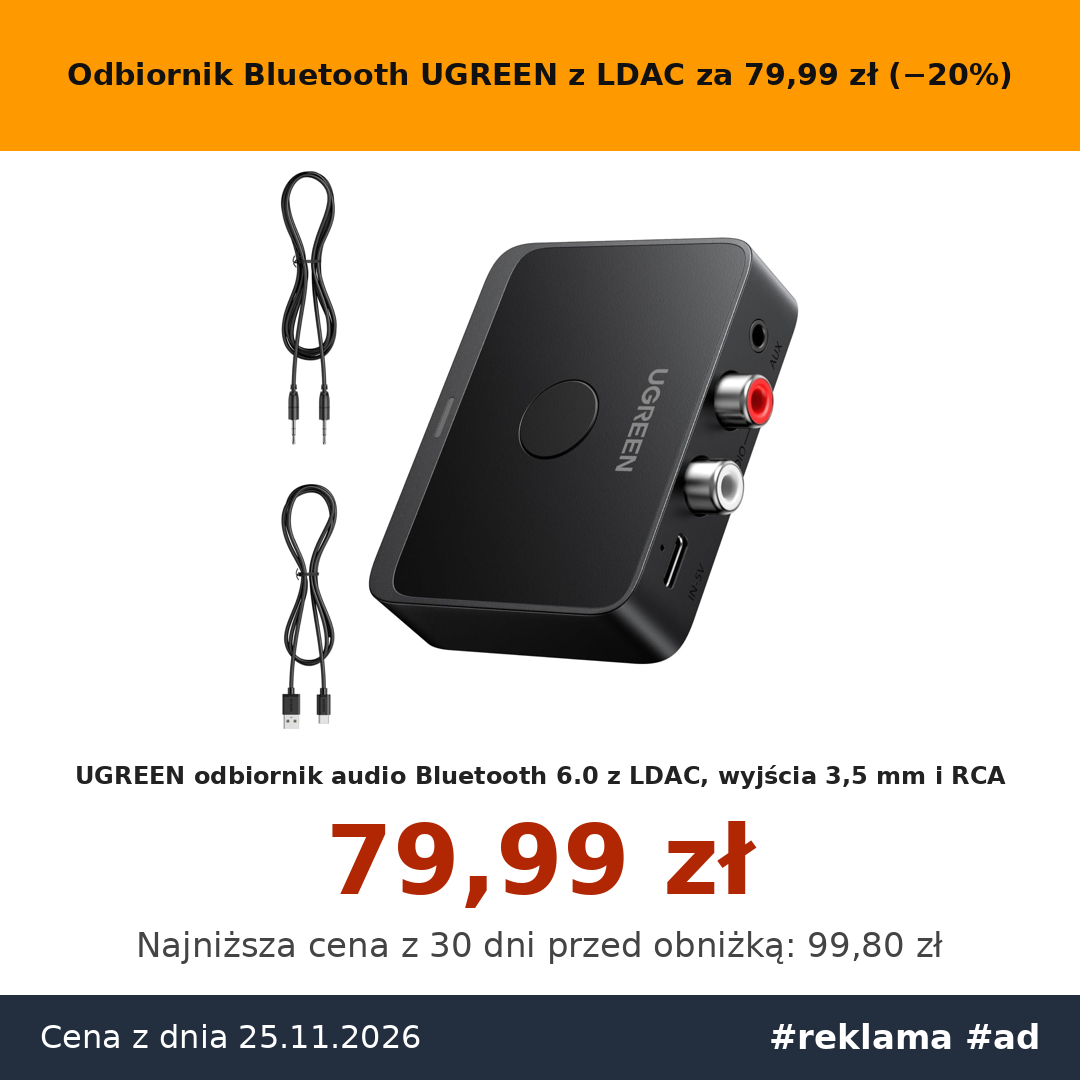 Odbiornik Bluetooth UGREEN z LDAC za 79,99 zł (−20%)
AUX
UGREEN
IN-5V
UGREEN odbiornik audio Bluetooth 6.0 z LDAC, wyjścia 3,5 mm i RCA
79,99 zł
Najniższa cena z 30 dni przed obniżką: 99,80 zł
Cena z dnia 25.11.2026
#reklama #ad